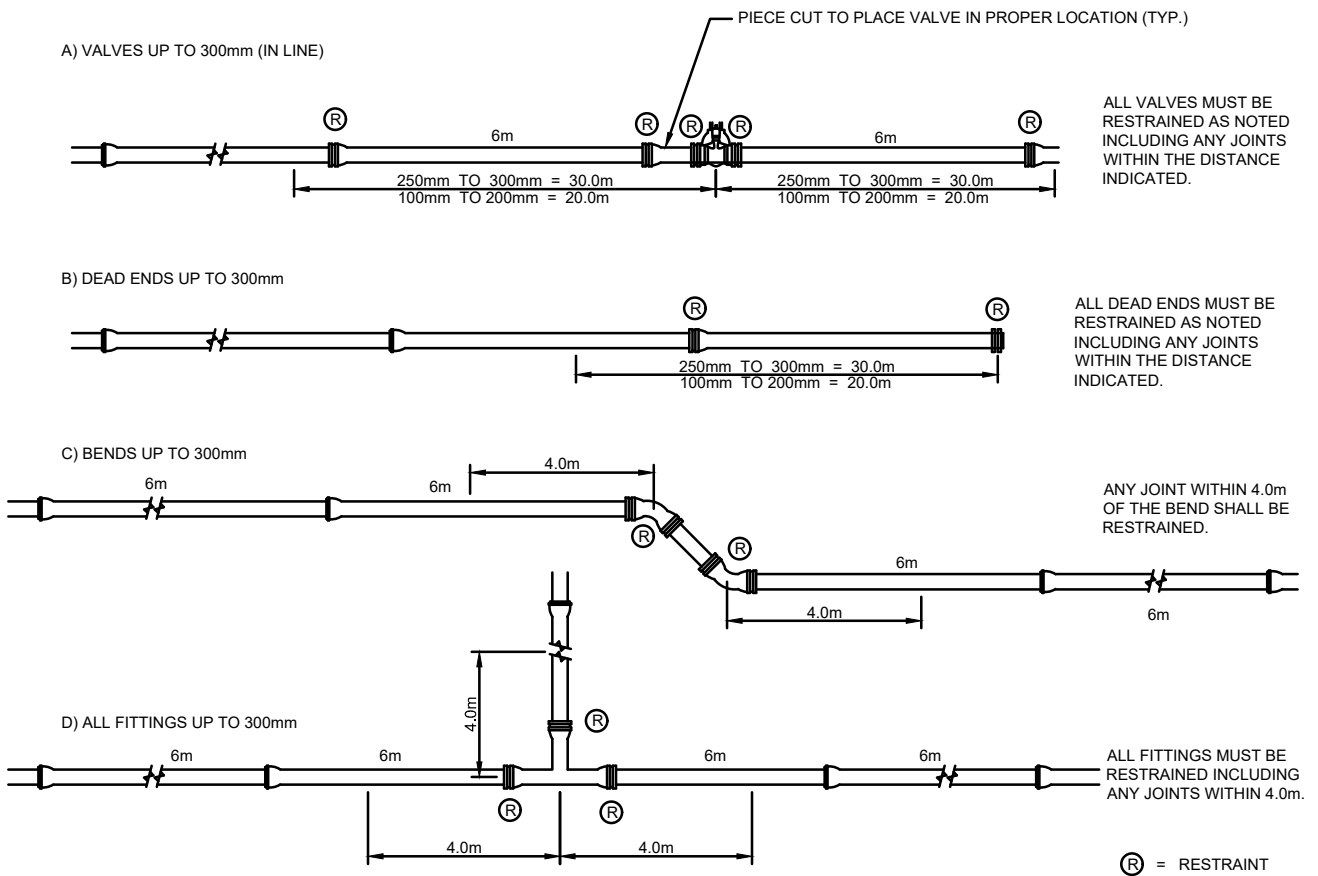 PIECE CUT TO PLACE VALVE IN PROPER LOCATION (TYP.)
A) VALVES UP TO 300mm (IN LINE)
R
R
R
R
R
6m
6m
250mm TO 300mm = 30.0m
100mm TO 200mm = 20.0m
250mm TO 300mm = 30.0m
100mm TO 200mm = 20.0m
ALL VALVES MUST BE
RESTRAINED AS NOTED
INCLUDING ANY JOINTS
WITHIN THE DISTANCE
INDICATED.
B) DEAD ENDS UP TO 300mm
R
R
250mm TO 300mm = 30.0m
100mm TO 200mm = 20.0m
ALL DEAD ENDS MUST BE
RESTRAINED AS NOTED
INCLUDING ANY JOINTS
WITHIN THE DISTANCE
INDICATED.
C) BENDS UP TO 300mm
6m
6m
4.0m
R
R
6m
4.0m
6m
ANY JOINT WITHIN 4.0m
OF THE BEND SHALL BE
RESTRAINED.
D) ALL FITTINGS UP TO 300mm
4.0m
R
6m
6m
6m
6m
R
R
4.0m
4.0m
ALL FITTINGS MUST BE
RESTRAINED INCLUDING
ANY JOINTS WITHIN 4.0m.
R = RESTRAINT